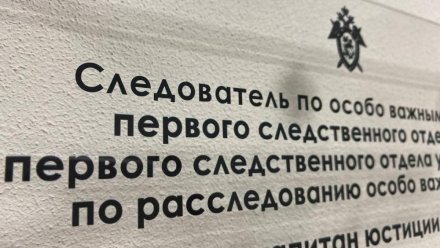 Следователь по особо важным
первого следственного отде
первого следственного отдела у
по расследованию особо важ
апитан юстиции